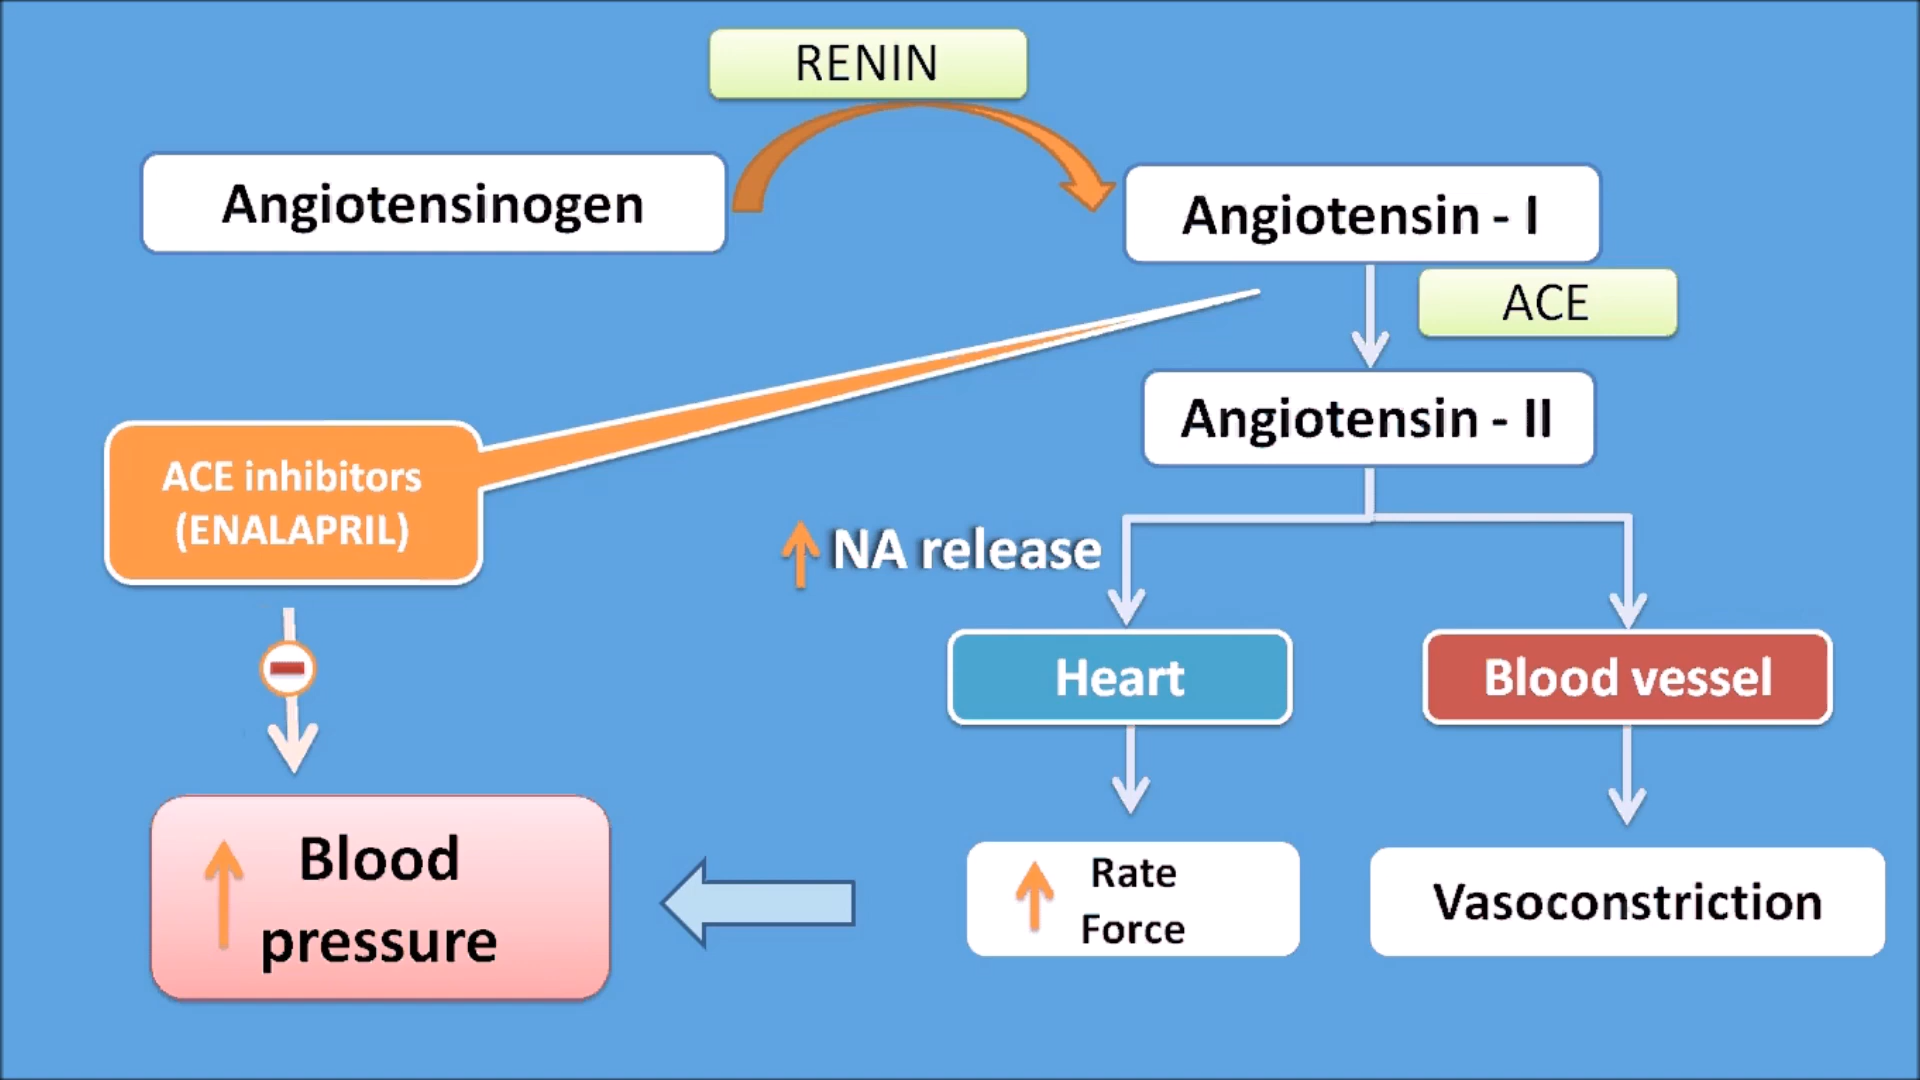 RENIN
Angiotensinogen
Angiotensin - I
ACE
Angiotensin - II
ACE inhibitors
(ENALAPRIL)
NA release
Heart
Blood vessel
Blood
pressure
Rate
Force
Vasoconstriction